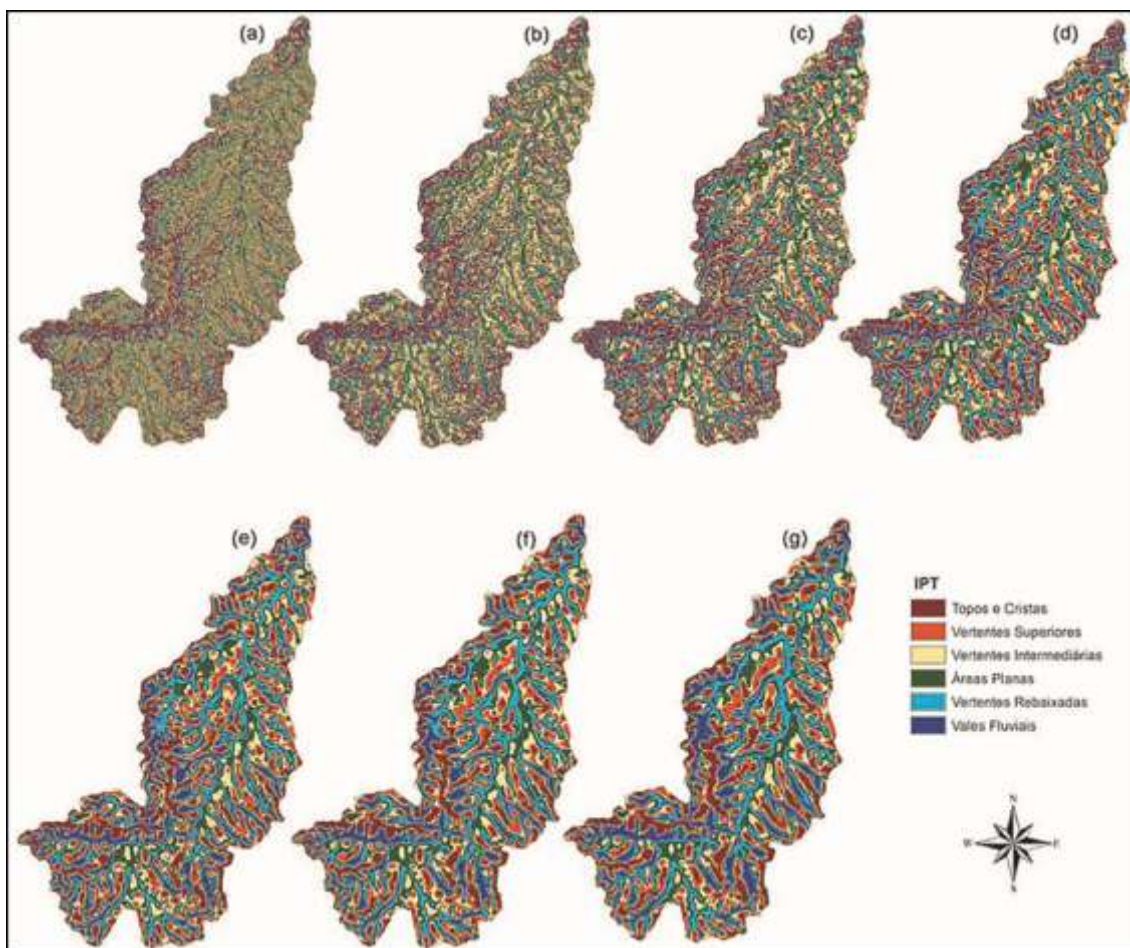 (a)
(b)
(c)
(d)
(e)
(f)
(g)
IPT
Topos e Cristas
Vertentes Superiores
Vertentes Intermediárias
Áreas Planas
Vertentes Rebaixadas
Vales Fluviais
N
W
E